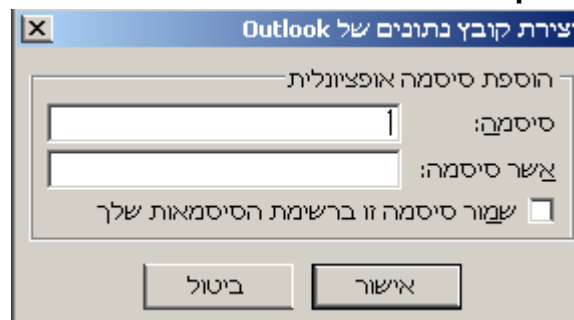 יצירת קובץ נתונים של Outlook
הוספת סיסמה אופציונלית
סיסמה:
אשר סיסמה:
שמור סיסמה זו ברשימת הסיסמאות שלך
אישור
ביטול